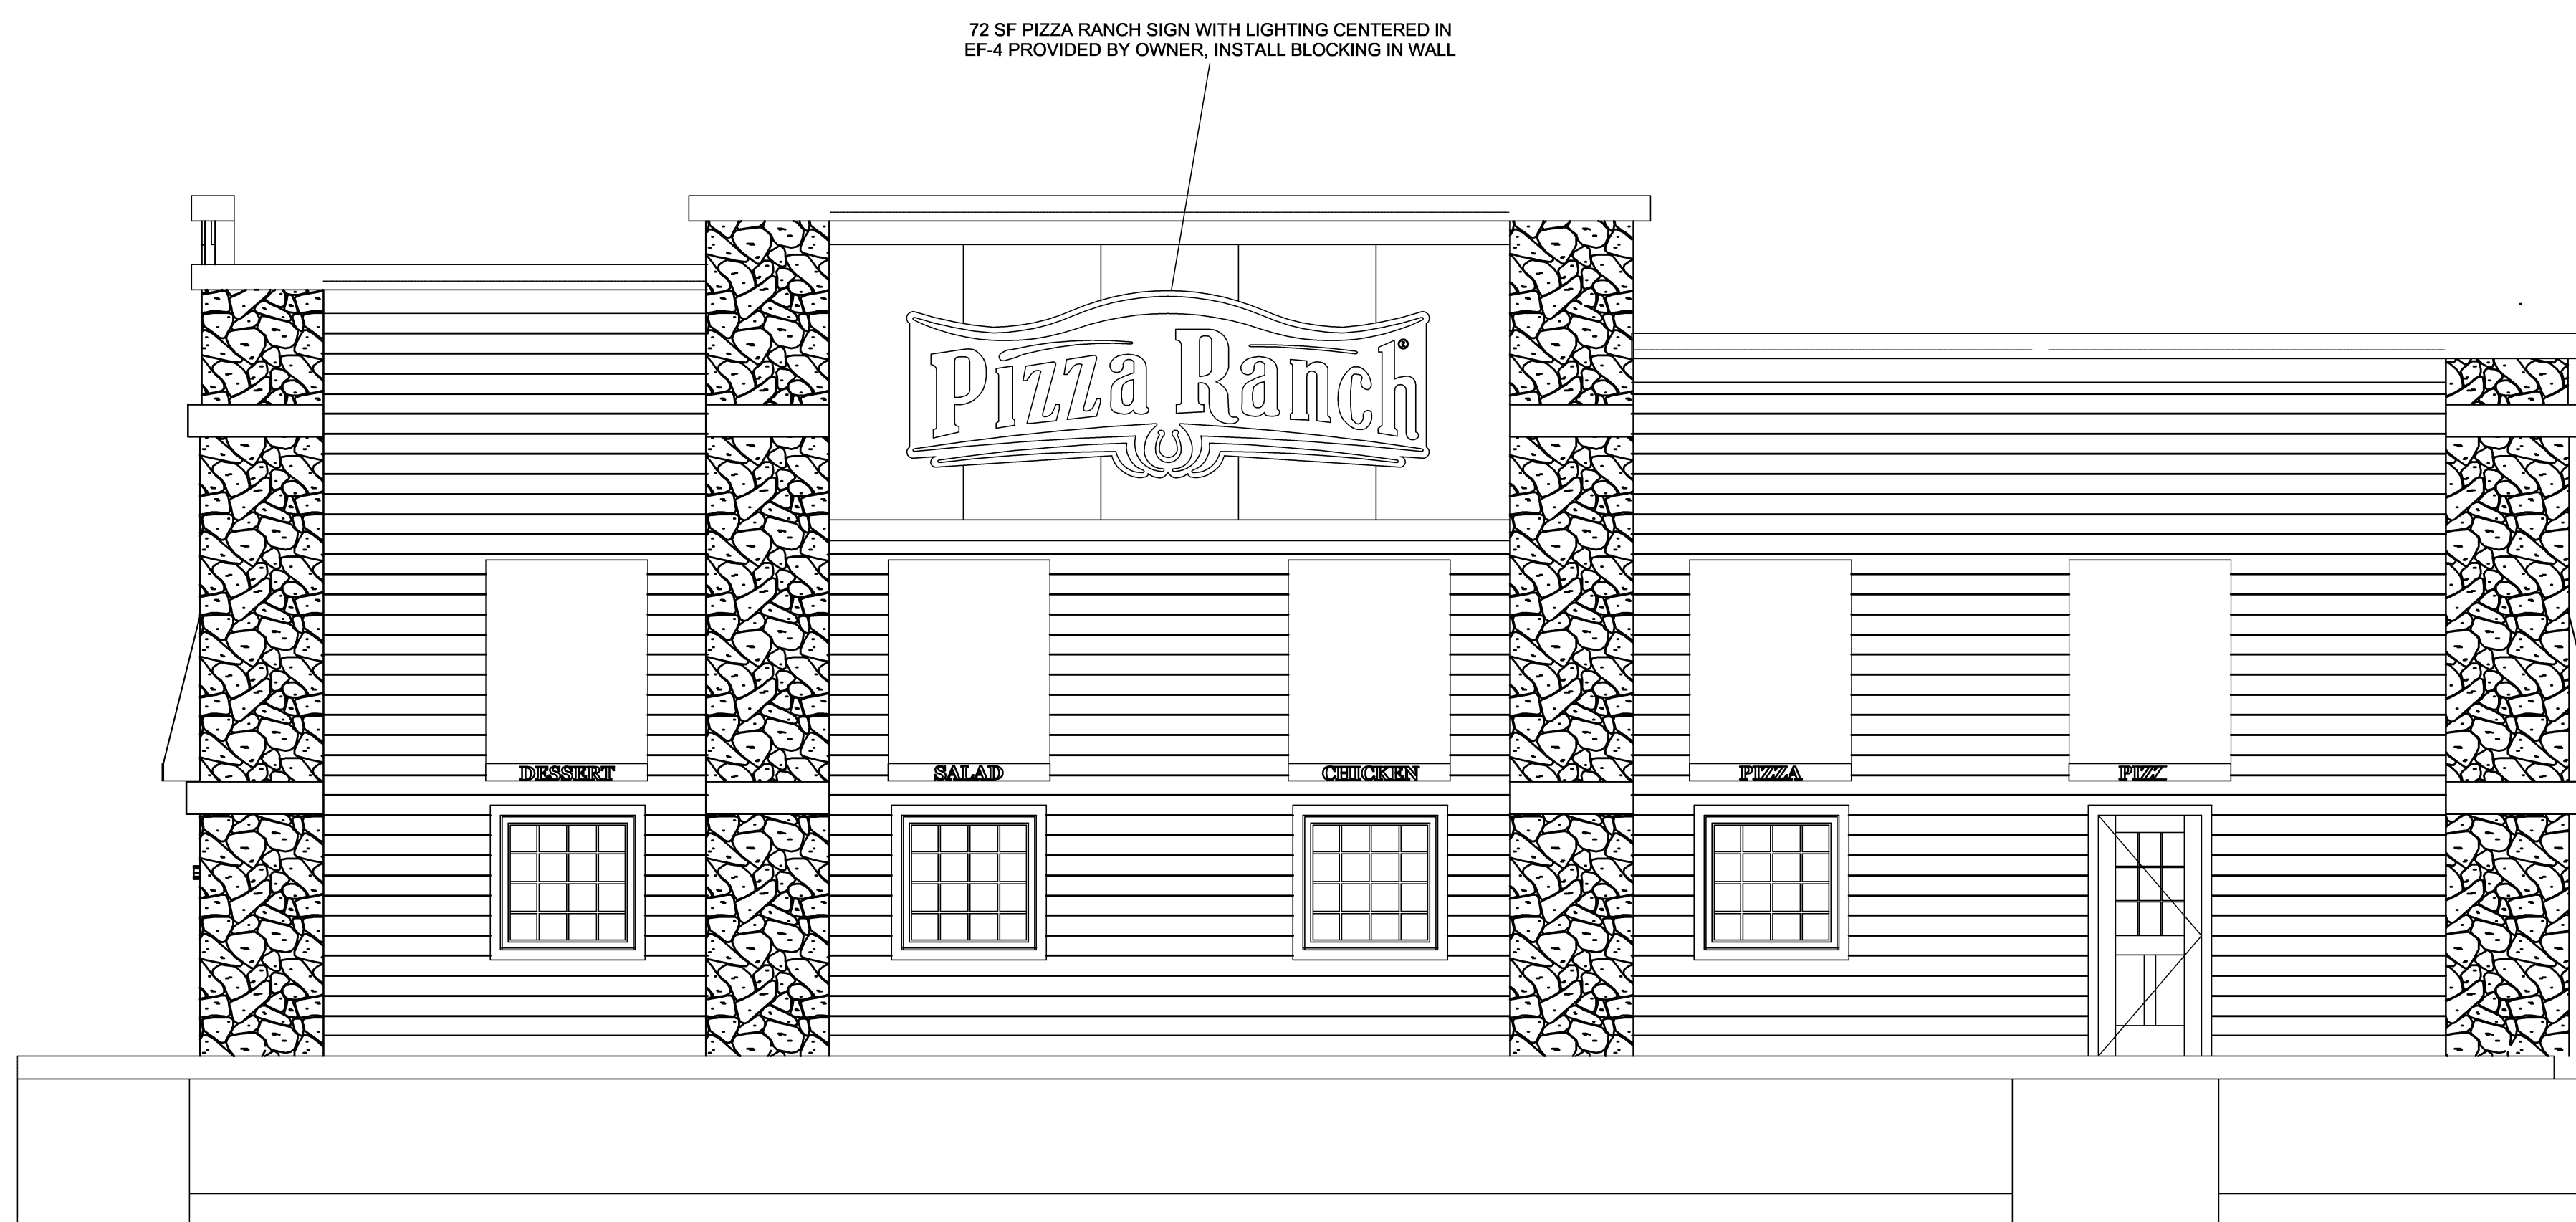 72 SF PIZZA RANCH SIGN WITH LIGHTING CENTERED IN
EF-4 PROVIDED BY OWNER, INSTALL BLOCKING IN WALL
Pizza Ranch®
DESSERT
SALAD
CHICKEN
PIZZA
PIZZ